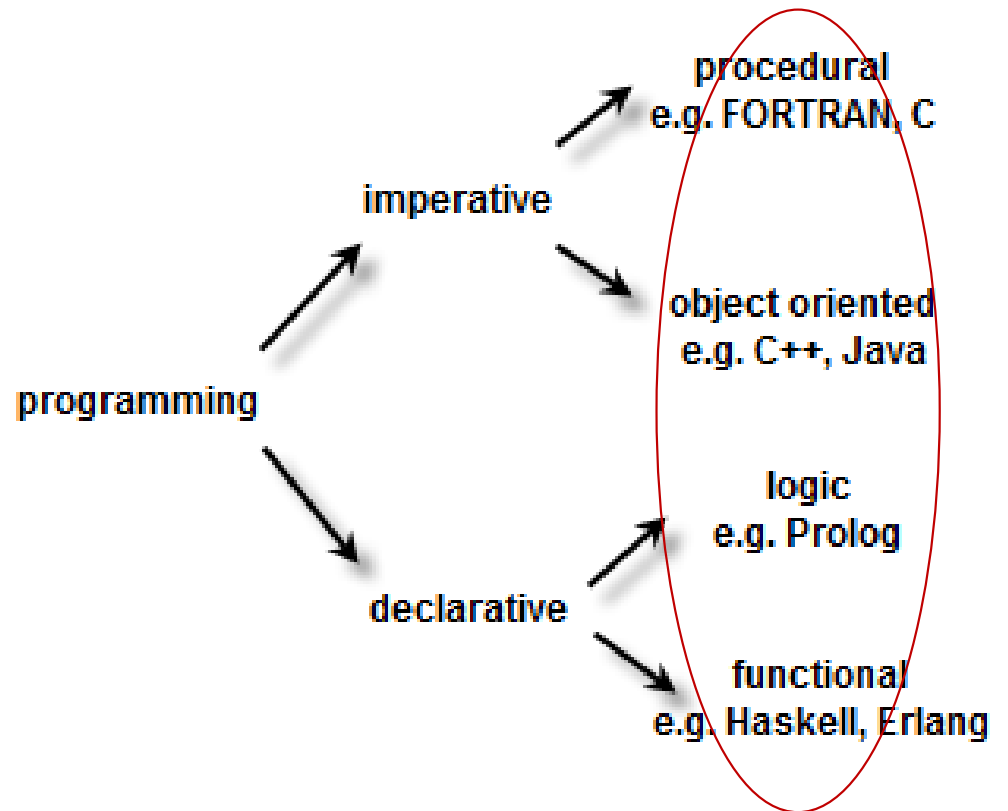 procedural
e.g. FORTRAN, C
imperative
object oriented
e.g. C++, Java
programming
logic
e.g. Prolog
declarative
functional
e.g. Haskell, Erlang